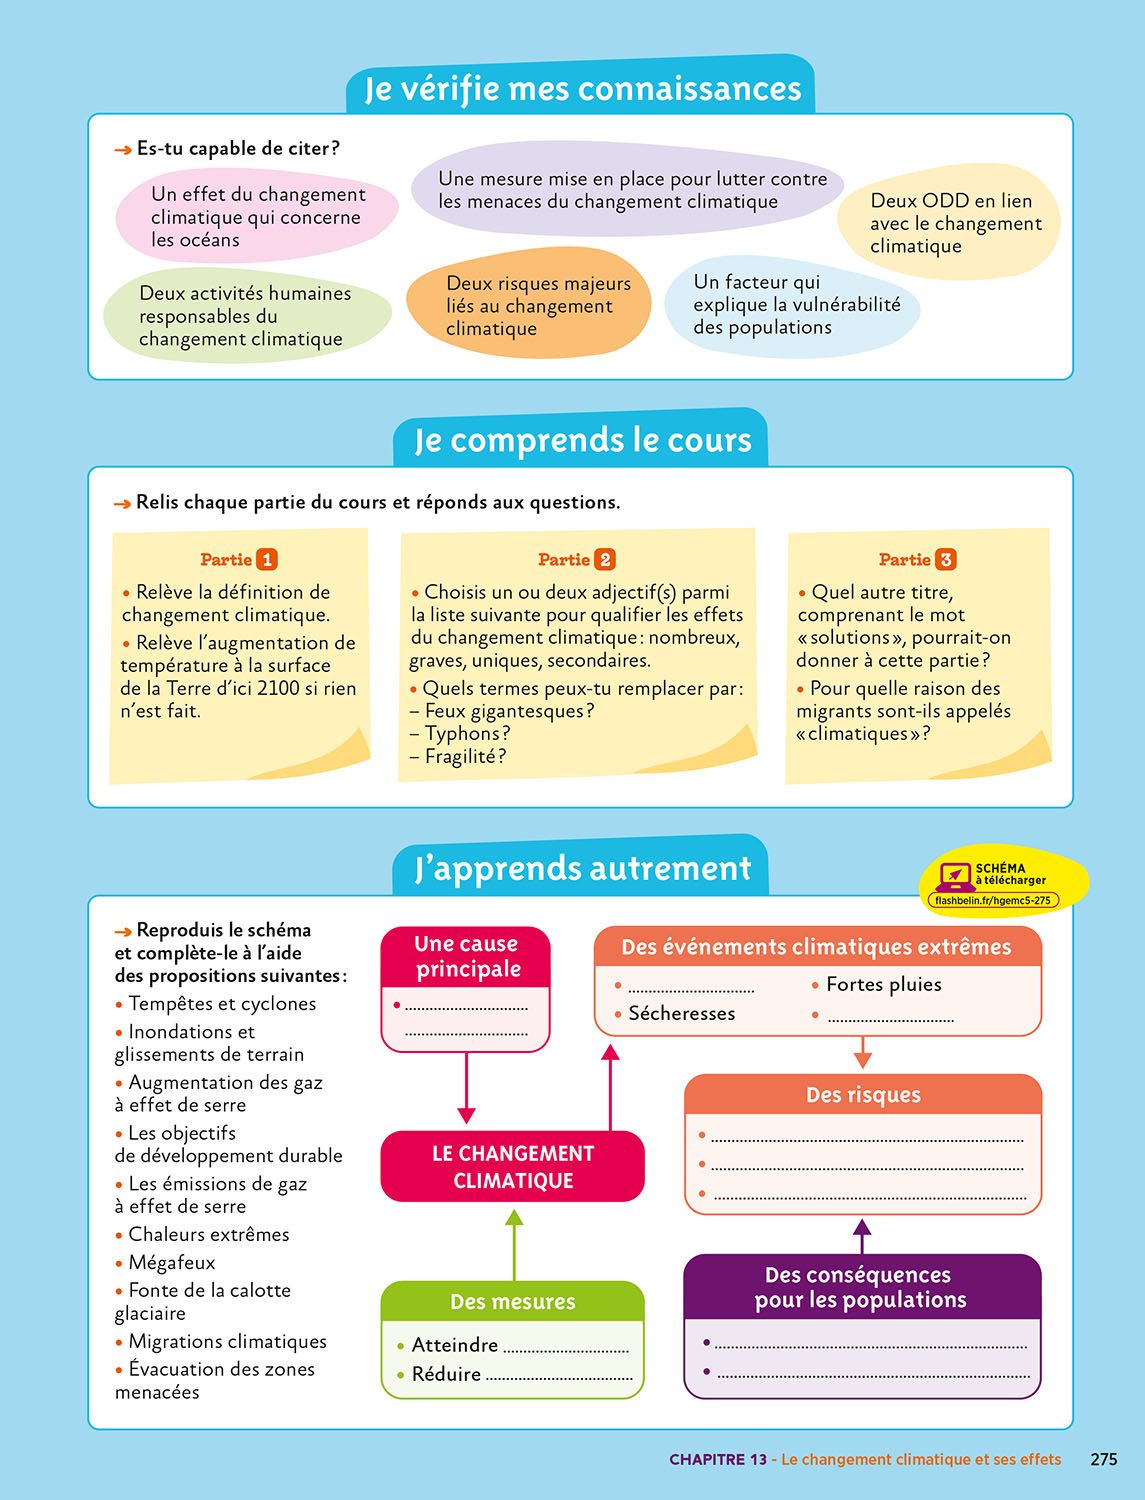 Je vérifie mes connaissances
→ Es-tu capable de citer ?
Un effet du changement
climatique qui concerne
les océans
Une mesure mise en place pour lutter contre
les menaces du changement climatique
Deux ODD en lien
avec le changement
climatique
Deux activités humaines
responsables du
changement climatique
Deux risques majeurs
liés au changement
climatique
Un facteur qui
explique la vulnérabilité
des populations
Je comprends le cours
→ Relis chaque partie du cours et réponds aux questions.
Partie 1
• Relève la définition de
changement climatique.
• Relève l’augmentation de
température à la surface
de la Terre d’ici 2100 si rien
n’est fait.
Partie 2
• Choisis un ou deux adjectif(s) parmi
la liste suivante pour qualifier les effets
du changement climatique : nombreux,
graves, uniques, secondaires.
• Quels termes peux-tu remplacer par :
– Feux gigantesques ?
– Typhons ?
– Fragilité ?
Partie 3
• Quel autre titre,
comprenant le mot
« solutions », pourrait-on
donner à cette partie ?
• Pour quelle raison des
migrants sont-ils appelés
« climatiques » ?
J’apprends autrement
SCHÉMA
à télécharger
flashbelin.fr/hgemc5-275
→ Reproduis le schéma
et complète-le à l’aide
des propositions suivantes :
• Tempêtes et cyclones
• Inondations et
glissements de terrain
• Augmentation des gaz
à effet de serre
• Les objectifs
de développement durable
• Les émissions de gaz
à effet de serre
• Chaleurs extrêmes
• Mégafeux
• Fonte de la calotte
glaciaire
• Migrations climatiques
• Évacuation des zones
menacées
Une cause
principale
• ..............................
..............................
Des événements climatiques extrêmes
• ..............................
• Fortes pluies
• Sécheresses
• ..............................
Des risques
• ..............................
• ..............................
• ..............................
LE CHANGEMENT
CLIMATIQUE
Des mesures
• Atteindre ..............................
• Réduire ..............................
Des conséquences
pour les populations
• ..............................
• ..............................
CHAPITRE 13 - Le changement climatique et ses effets 275